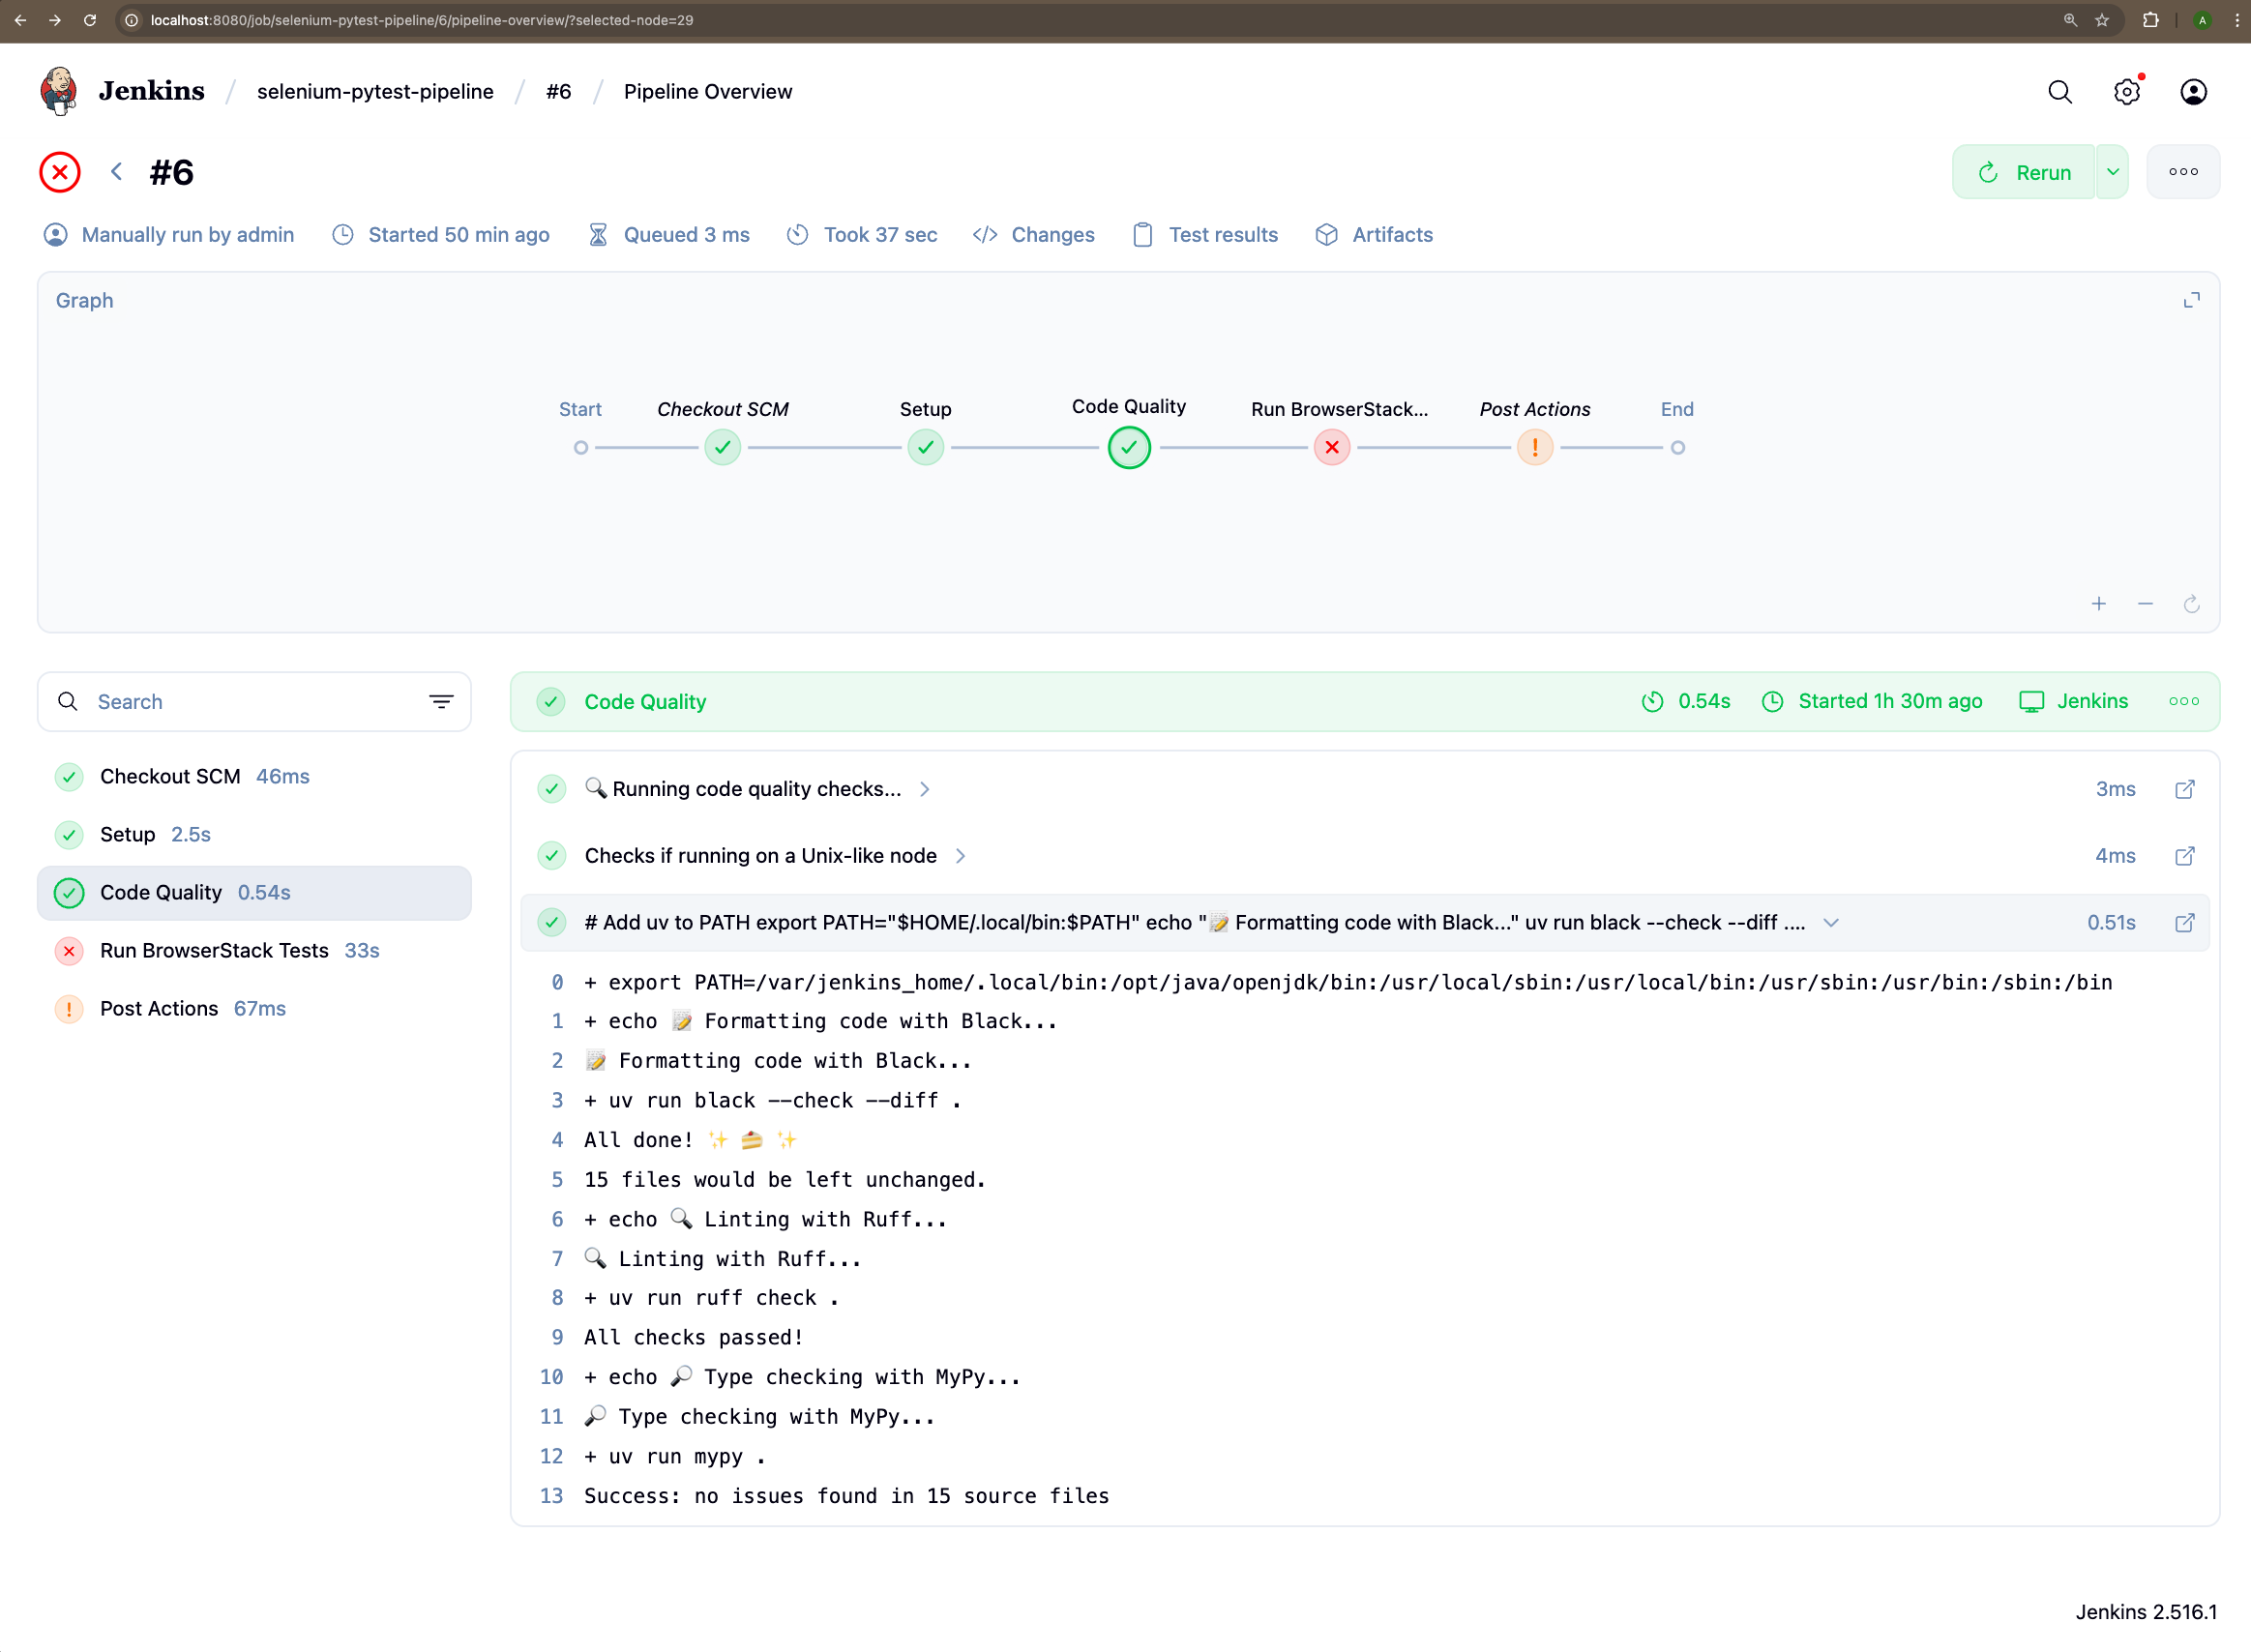 localhost:8080/job/selenium-pytest-pipeline/6/pipeline-overview/?selected-node=29
A
Jenkins / selenium-pytest-pipeline / #6 / Pipeline Overview
#6
Rerun
Manually run by admin Started 50 min ago Queued 3 ms Took 37 sec Changes Test results Artifacts
Graph
Start Checkout SCM Setup Code Quality Run BrowserStack... Post Actions End
Search
Checkout SCM 46ms
Setup 2.5s
Code Quality 0.54s
Run BrowserStack Tests 33s
Post Actions 67ms
Code Quality 0.54s Started 1h 30m ago Jenkins
🔍 Running code quality checks... 3ms
Checks if running on a Unix-like node 4ms
# Add uv to PATH export PATH="$HOME/.local/bin:$PATH" echo "📝 Formatting code with Black..." uv run black --check --diff .... 0.51s
0 + export PATH=/var/jenkins_home/.local/bin:/opt/java/openjdk/bin:/usr/local/sbin:/usr/local/bin:/usr/sbin:/usr/bin:/sbin:/bin
1 + echo 📝 Formatting code with Black...
2 📝 Formatting code with Black...
3 + uv run black --check --diff .
4 All done! ✨ 🍰 ✨
5 15 files would be left unchanged.
6 + echo 🔍 Linting with Ruff...
7 🔍 Linting with Ruff...
8 + uv run ruff check .
9 All checks passed!
10 + echo 🔎 Type checking with MyPy...
11 🔎 Type checking with MyPy...
12 + uv run mypy .
13 Success: no issues found in 15 source files
Jenkins 2.516.1